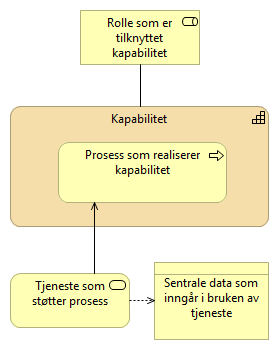 Rolle som er
tilknyttet
kapabilitet
Kapabilitet
Prosess som realiserer
kapabilitet
Tjeneste som
støtter prosess
Sentrale data som
inngår i bruken av
tjeneste